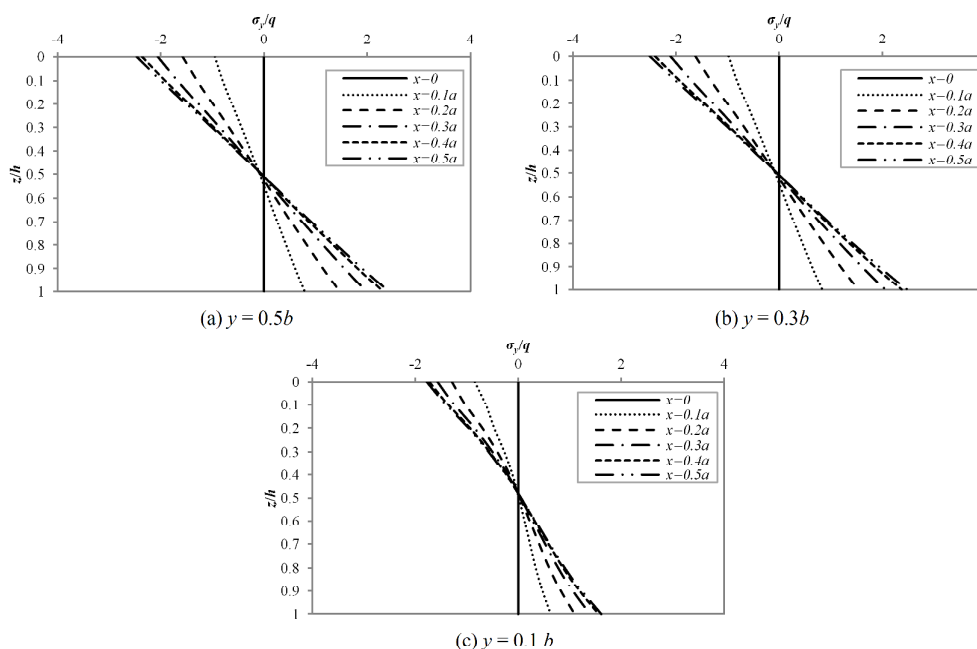 σy/q
-4 -2 0 2 4
0
0.1
0.2
0.3
0.4
0.5
0.6
0.7
0.8
0.9
1
z/h
x−0
x−0.1a
x−0.2a
x−0.3a
x−0.4a
x−0.5a
(a) y = 0.5b
σy/q
-4 -2 0 2
0
0.1
0.2
0.3
0.4
0.5
0.6
0.7
0.8
0.9
1
z/h
x−0
x−0.1a
x−0.2a
x−0.3a
x−0.4a
x−0.5a
(b) y = 0.3b
σy/q
-4 -2 0 2 4
0
0.1
0.2
0.3
0.4
0.5
0.6
0.7
0.8
0.9
1
z/h
x−0
x−0.1a
x−0.2a
x−0.3a
x−0.4a
x−0.5a
(c) y = 0.1 b